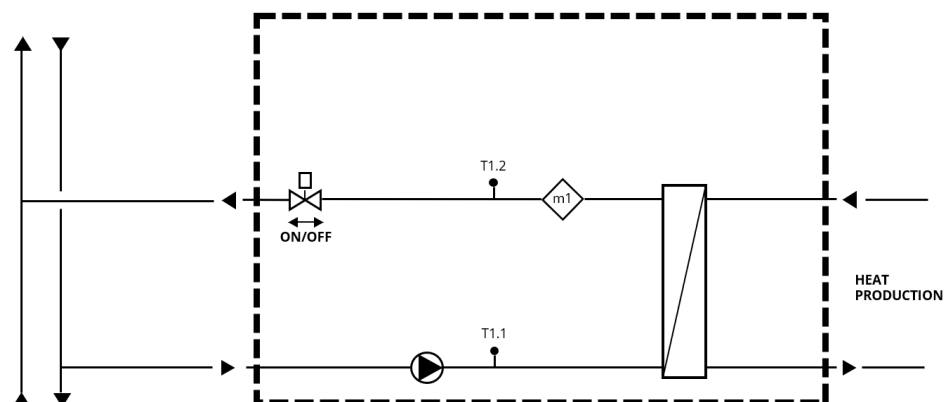 T1.2
m1
ON/OFF
HEAT
PRODUCTION
T1.1